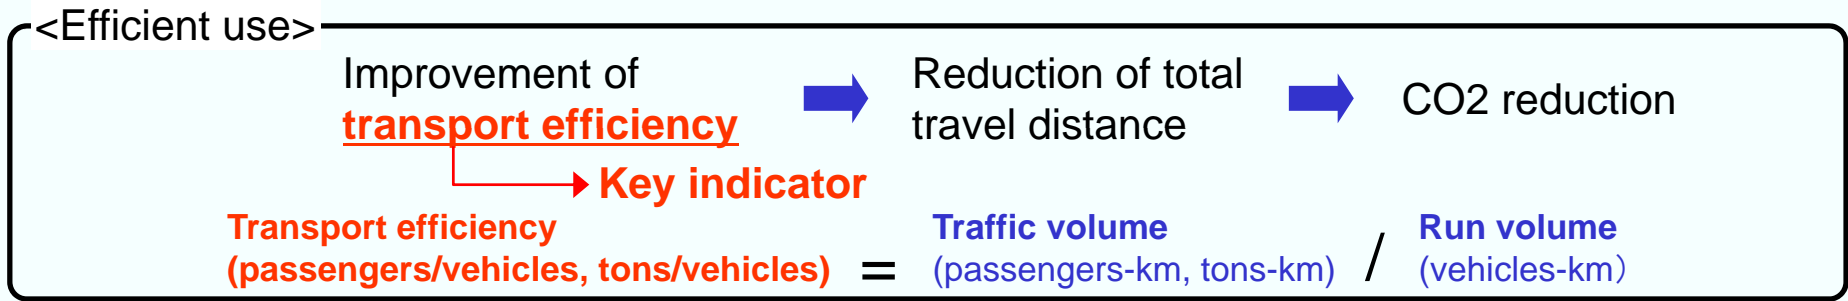 <Efficient use>
Improvement of
transport efficiency
Reduction of total
travel distance
CO2 reduction
Key indicator
Transport efficiency
(passengers/vehicles, tons/vehicles)
=
Traffic volume
(passengers-km, tons-km)
/
Run volume
(vehicles-km）